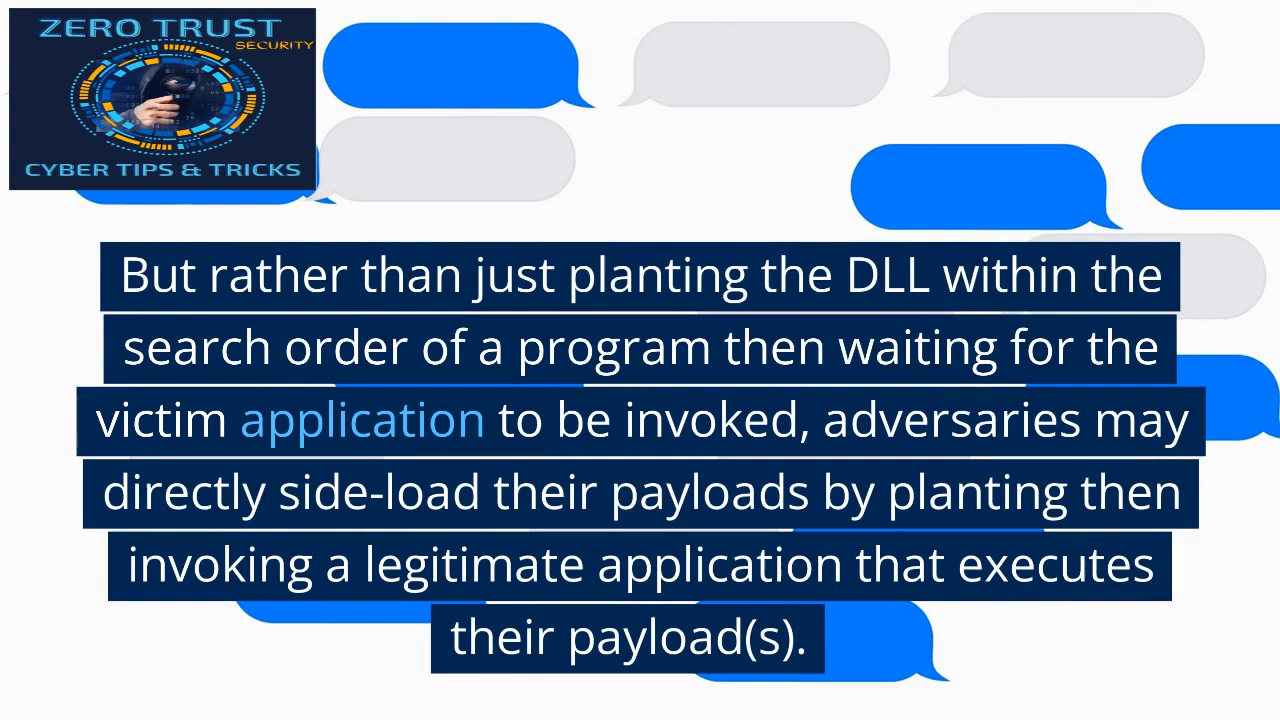 ZERO TRUST
SECURITY
CYBER TIPS & TRICKS
But rather than just planting the DLL within the
search order of a program then waiting for the
victim application to be invoked, adversaries may
directly side-load their payloads by planting then
invoking a legitimate application that executes
their payload(s).